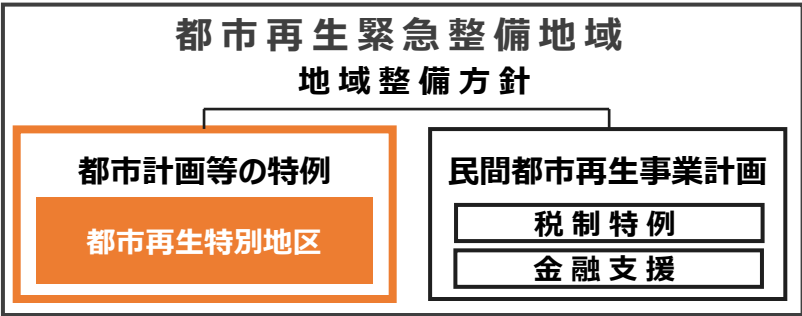 都市再生緊急整備地域
地域整備方針
都市計画等の特例
都市再生特別地区
民間都市再生事業計画
税制特例
金融支援